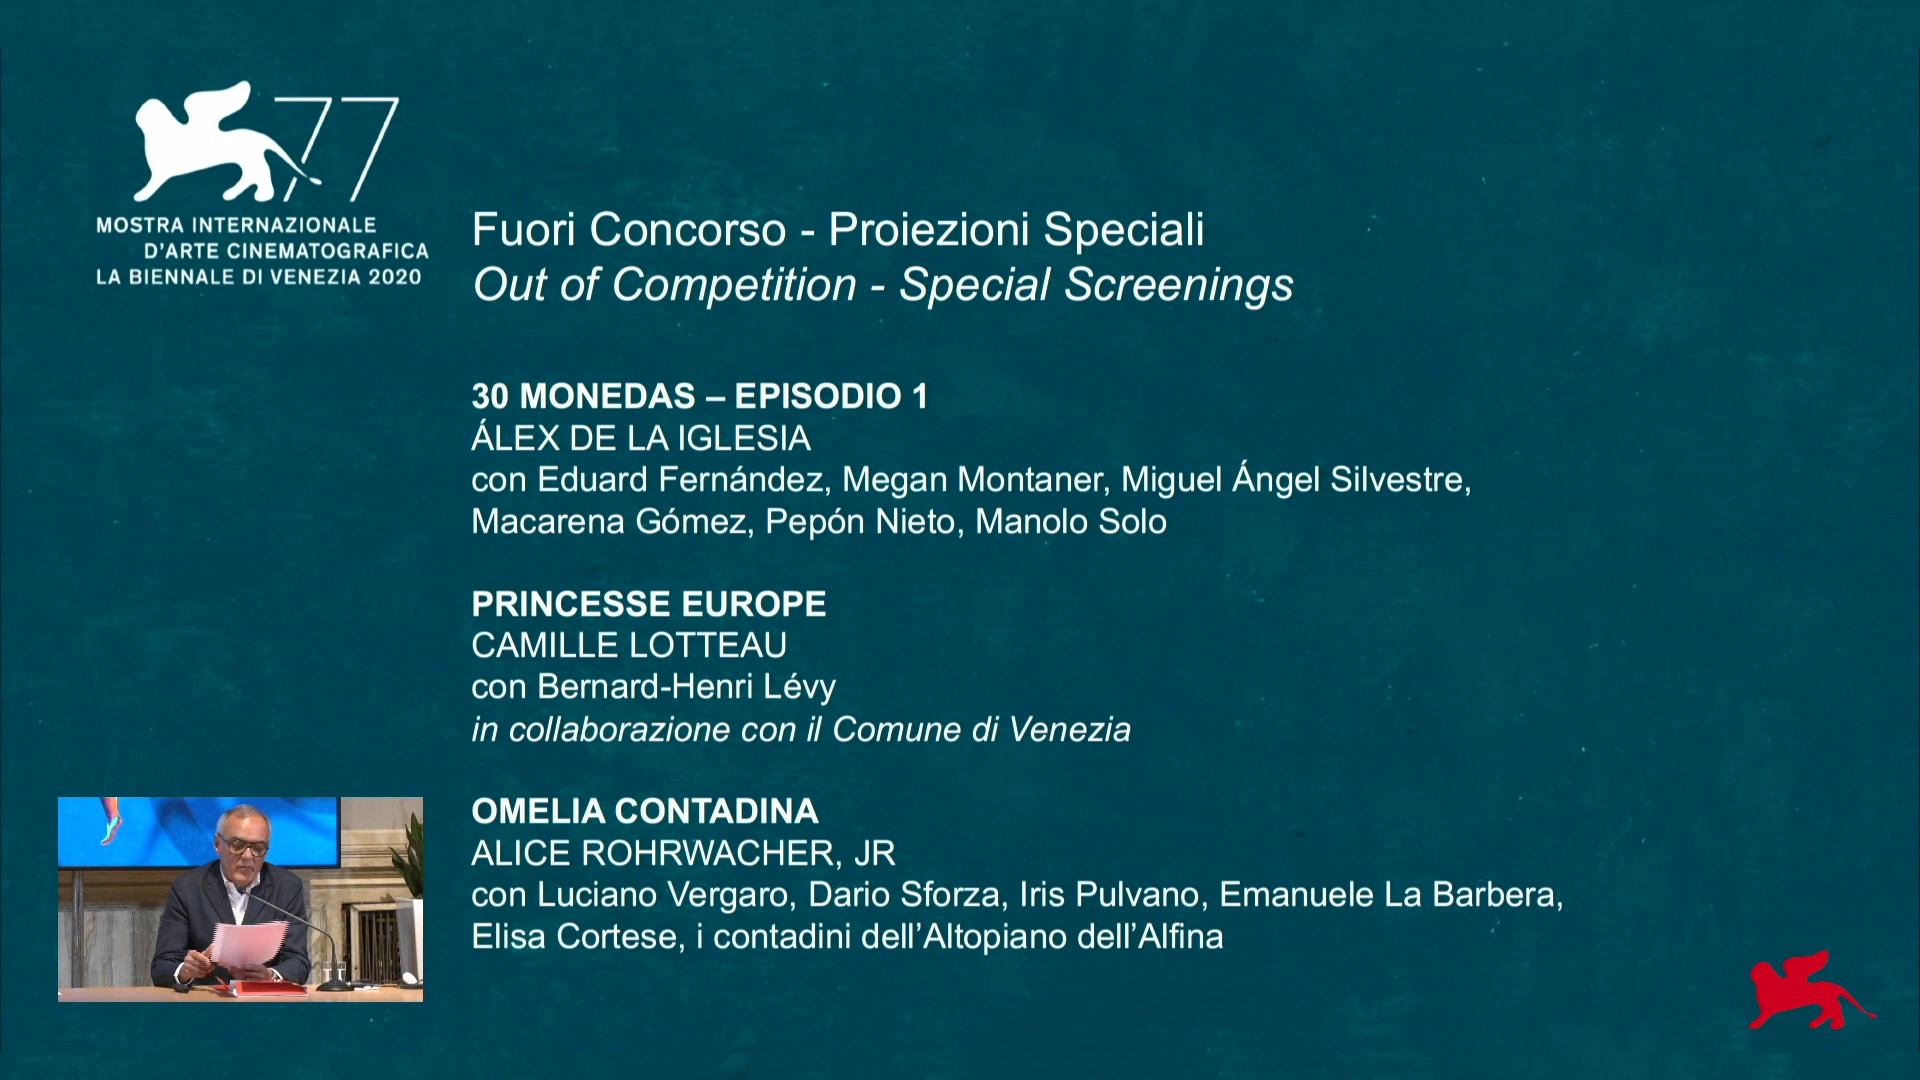 77
MOSTRA INTERNAZIONALE
D'ARTE CINEMATOGRAFICA
LA BIENNALE DI VENEZIA 2020
Fuori Concorso - Proiezioni Speciali
Out of Competition - Special Screenings
30 MONEDAS – EPISODIO 1
ÁLEX DE LA IGLESIA
con Eduard Fernández, Megan Montaner, Miguel Ángel Silvestre,
Macarena Gómez, Pepón Nieto, Manolo Solo
PRINCESSE EUROPE
CAMILLE LOTTEAU
con Bernard-Henri Lévy
in collaborazione con il Comune di Venezia
OMELIA CONTADINA
ALICE ROHRWACHER, JR
con Luciano Vergaro, Dario Sforza, Iris Pulvano, Emanuele La Barbera,
Elisa Cortese, i contadini dell’Altopiano dell’Alfina